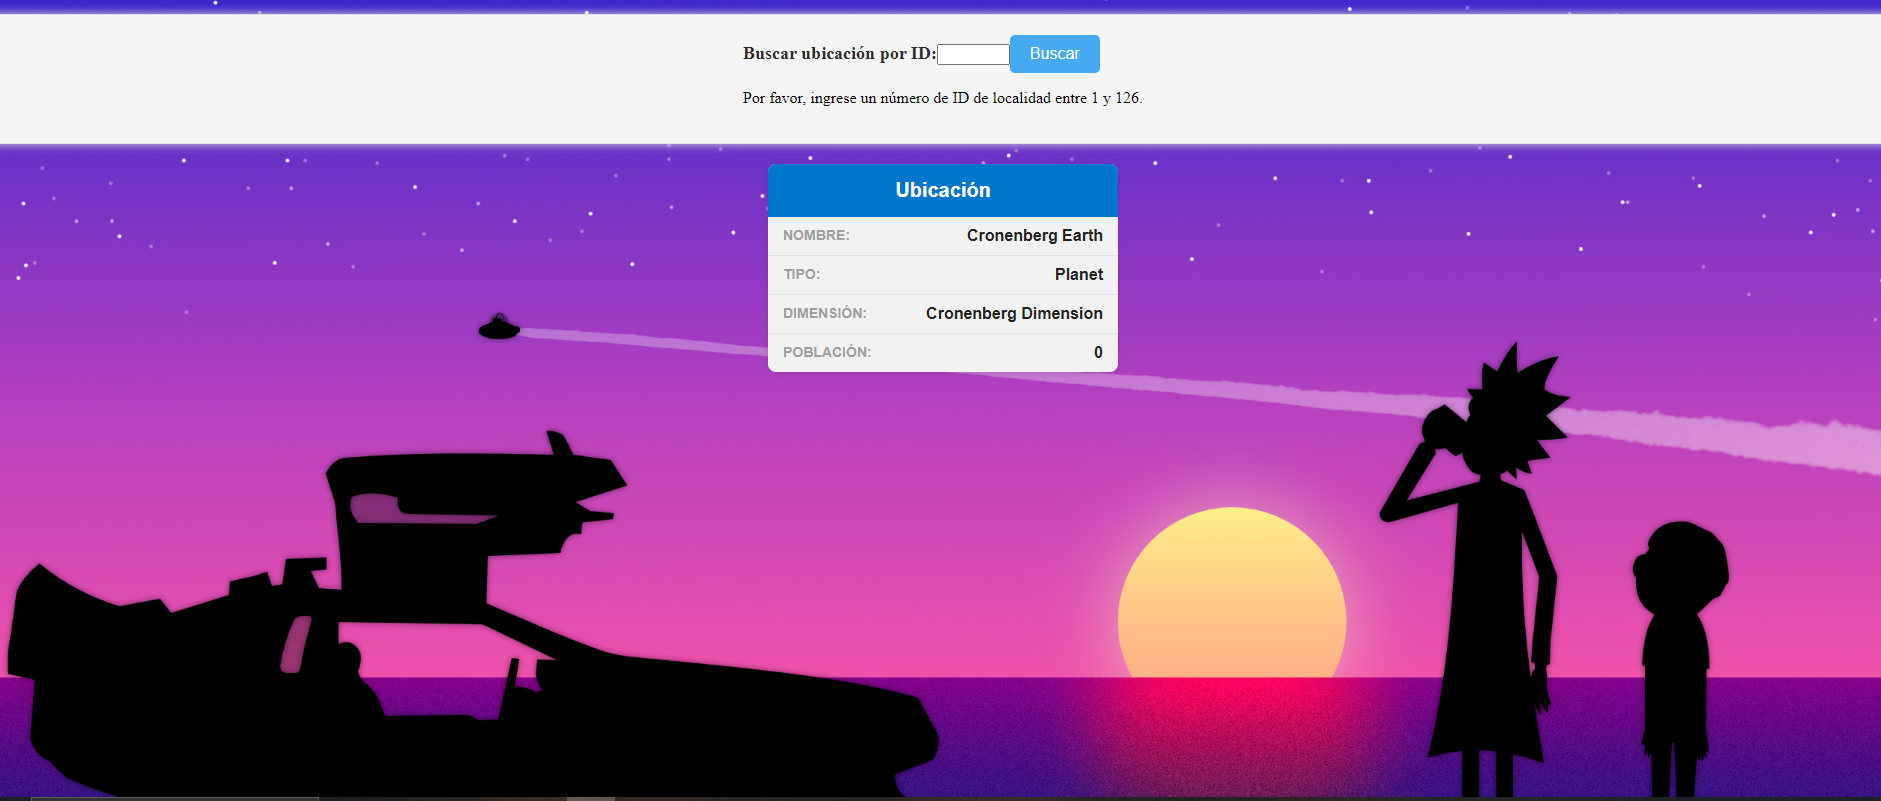 Buscar ubicación por ID: Buscar
Por favor, ingrese un número de ID de localidad entre 1 y 126.
Ubicación
NOMBRE: Cronenberg Earth
TIPO: Planet
DIMENSIÓN: Cronenberg Dimension
POBLACIÓN: 0